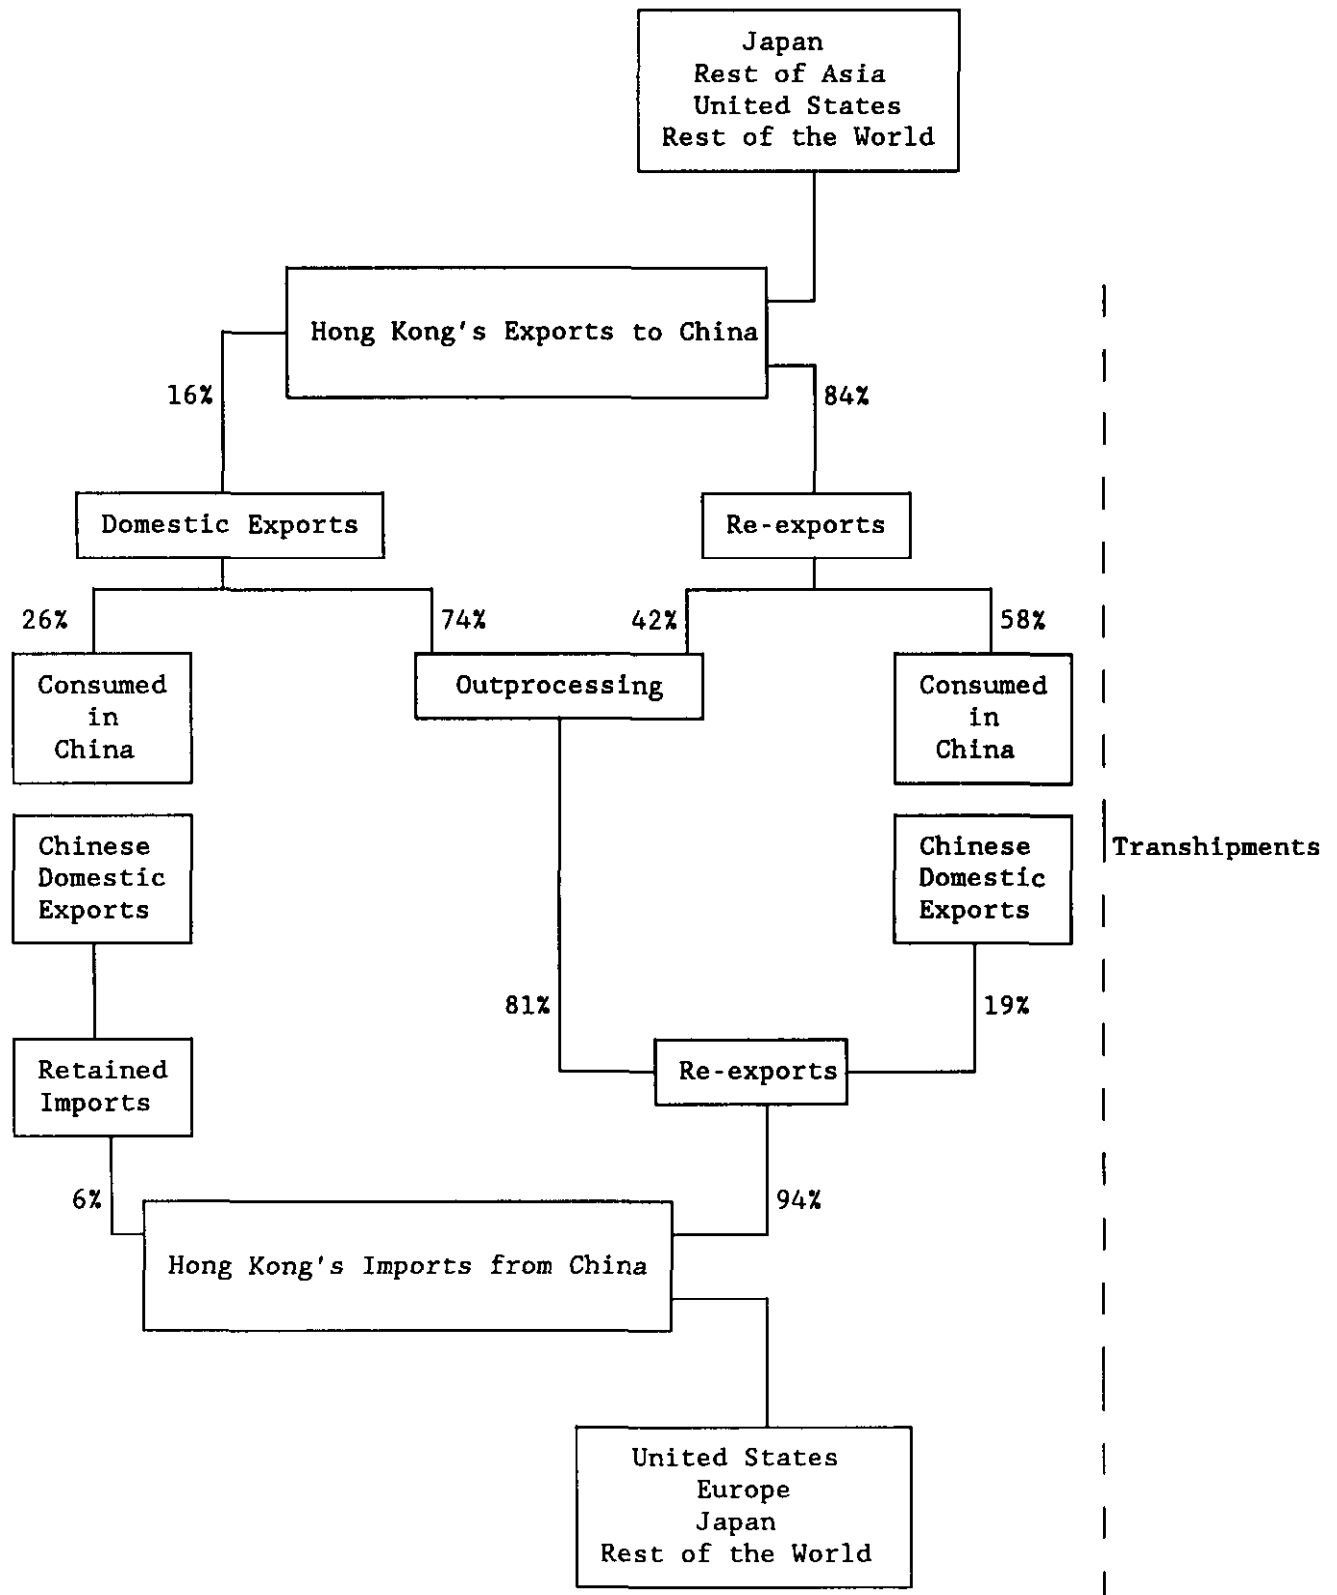 Japan
Rest of Asia
United States
Rest of the World
Hong Kong's Exports to China
16%
84%
Domestic Exports
Re-exports
26%
74%
42%
58%
Consumed
in
China
Outprocessing
Consumed
in
China
Chinese
Domestic
Exports
Chinese
Domestic
Exports
Transhipments
81%
19%
Retained
Imports
Re-exports
6%
94%
Hong Kong's Imports from China
United States
Europe
Japan
Rest of the World